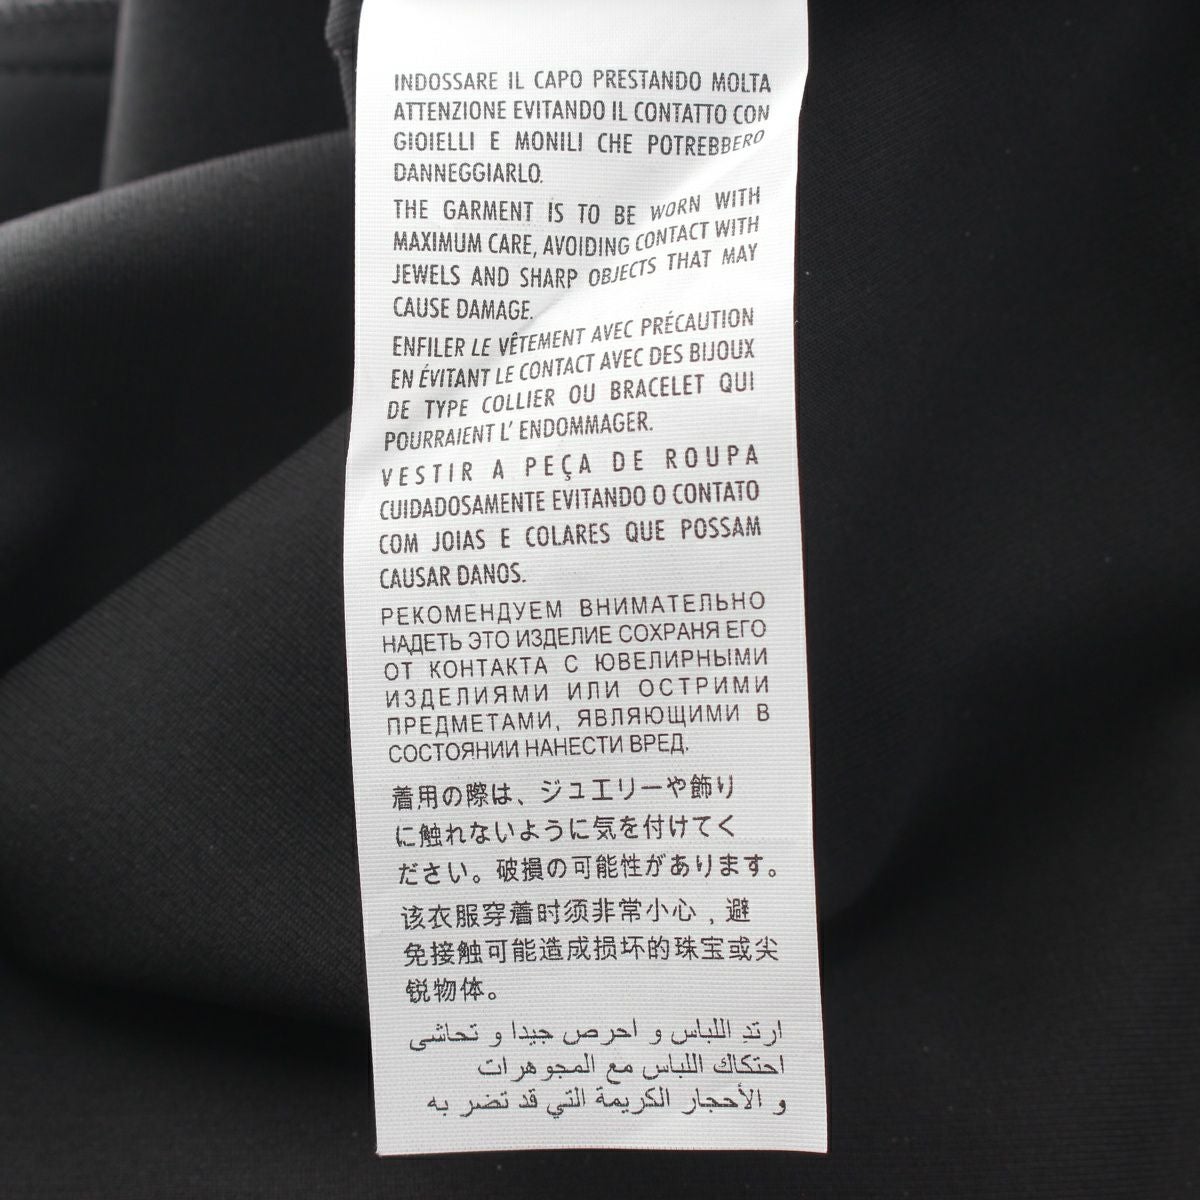 INDOSSARE IL CAPO PRESTANDO MOLTA
ATTENZIONE EVITANDO IL CONTATTO CON
GIOIELLI E MONILI CHE POTREBBERO
DANNEGGIARLO.
THE GARMENT IS TO BE WORN WITH
MAXIMUM CARE, AVOIDING CONTACT WITH
JEWELS AND SHARP OBJECTS THAT MAY
CAUSE DAMAGE.
ENFILER LE VÊTEMENT AVEC PRÉCAUTION
EN ÉVITANT LE CONTACT AVEC DES BIJOUX
DE TYPE COLLIER OU BRACELET QUI
POURRAIENT L' ENDOMMAGER.
VESTIR A PEÇA DE ROUPA
CUIDADOSAMENTE EVITANDO O CONTATO
COM JOIAS E COLARES QUE POSSAM
CAUSAR DANOS.
РЕКОМЕНДУЕМ ВНИМАТЕЛЬНО
НАДЕТЬ ЭТО ИЗДЕЛИЕ СОХРАНЯ ЕГО
ОТ КОНТАКТА С ЮВЕЛИРНЫМИ
ИЗДЕЛИЯМИ ИЛИ ОСТРИМИ
ПРЕДМЕТАМИ, ЯВЛЯЮЩИМИ В
СОСТОЯНИИ НАНЕСТИ ВРЕД.
着用の際は、ジュエリーや飾り
に触れないように気を付けてく
ださい。破損の可能性があります。
该衣服穿着时须非常小心，避
免接触可能造成损坏的珠宝或尖
锐物体。
ارتدِ اللباس و احرص جيدا و تحاشى
احتكاك اللباس مع المجوهرات
و الأحجار الكريمة التي قد تضر به